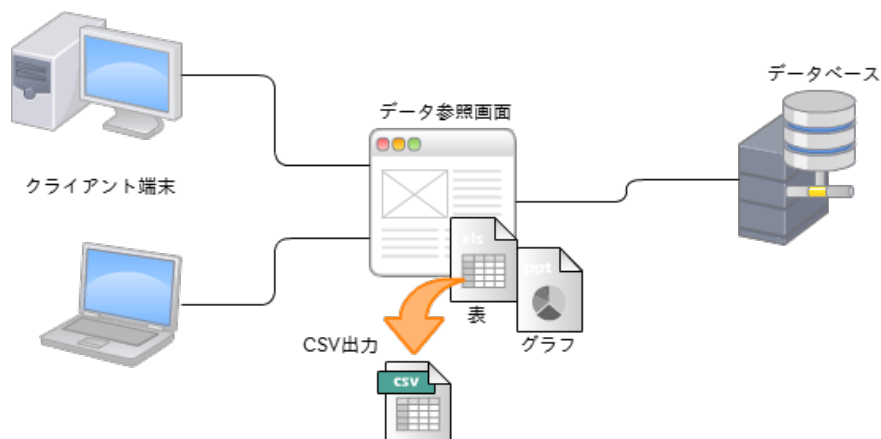 データベース
データ参照画面
クライアント端末
xls
ppt
表
グラフ
CSV出力
csv